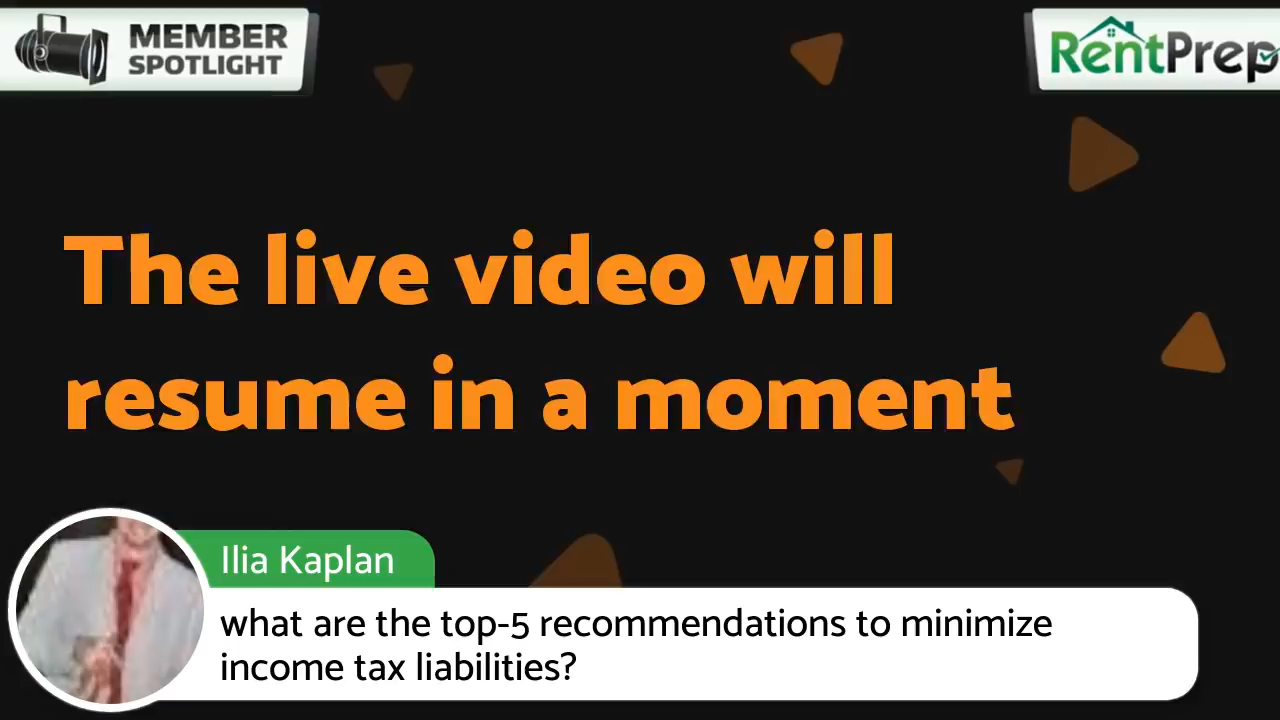 MEMBER
SPOTLIGHT
RentPrep
The live video will
resume in a moment
Ilia Kaplan
what are the top-5 recommendations to minimize
income tax liabilities?